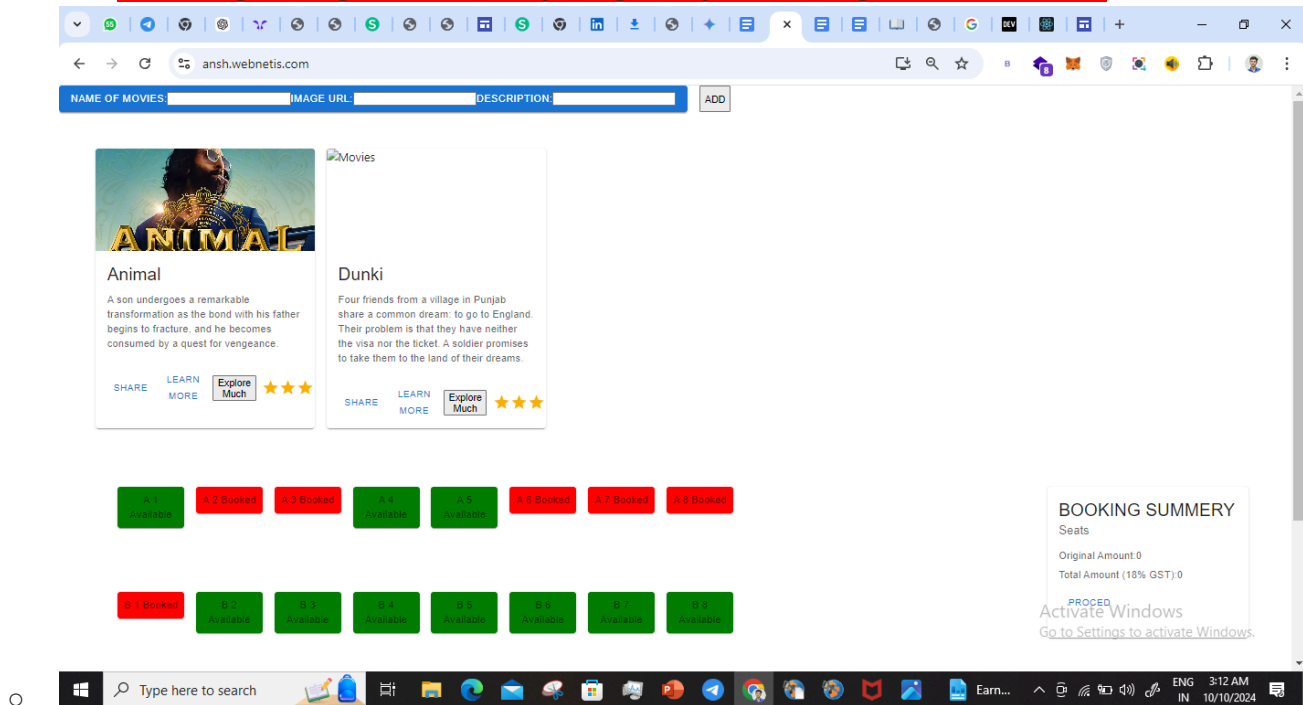 ansh.webnetis.com
NAME OF MOVIES: IMAGE URL: DESCRIPTION: ADD
Movies
ANIMAL
Animal
A son undergoes a remarkable
transformation as the bond with his father
begins to fracture, and he becomes
consumed by a quest for vengeance.
SHARE
LEARN
MORE
Explore
Much
Dunki
Four friends from a village in Punjab
share a common dream: to go to England.
Their problem is that they have neither
the visa nor the ticket. A soldier promises
to take them to the land of their dreams.
SHARE
LEARN
MORE
Explore
Much
A 1
Available
A 2 Booked
A 3 Booked
A 4
Available
A 5
Available
A 6 Booked
A 7 Booked
A 8 Booked
B 1 Booked
B 2
Available
B 3
Available
B 4
Available
B 5
Available
B 6
Available
B 7
Available
B 8
Available
BOOKING SUMMERY
Seats
Original Amount:0
Total Amount (18% GST):0
PROCED
Activate Windows
Go to Settings to activate Windows.
Type here to search
Earn...
ENG
IN
3:12 AM
10/10/2024